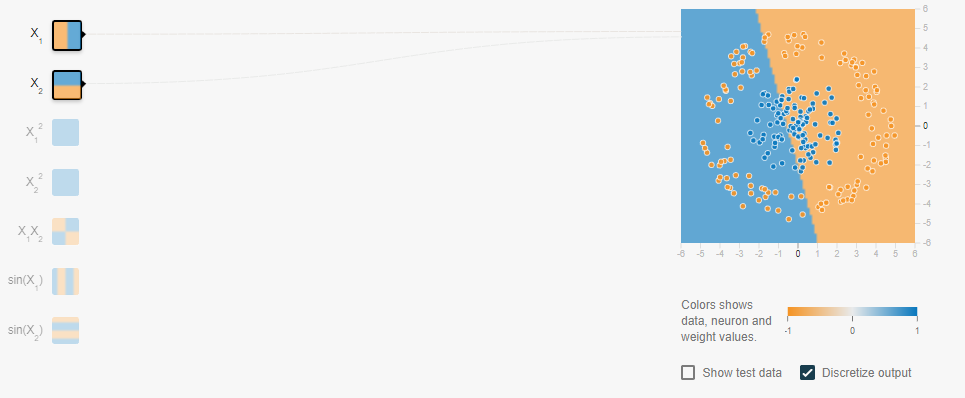 X1
X2
X1²
X2²
X1X2
sin(X1)
sin(X2)
6
5
4
3
2
1
0
-1
-2
-3
-4
-5
-6
-6 -5 -4 -3 -2 -1 0 1 2 3 4 5 6
Colors shows
data, neuron and
weight values.
-1 0 1
Show test data
Discretize output